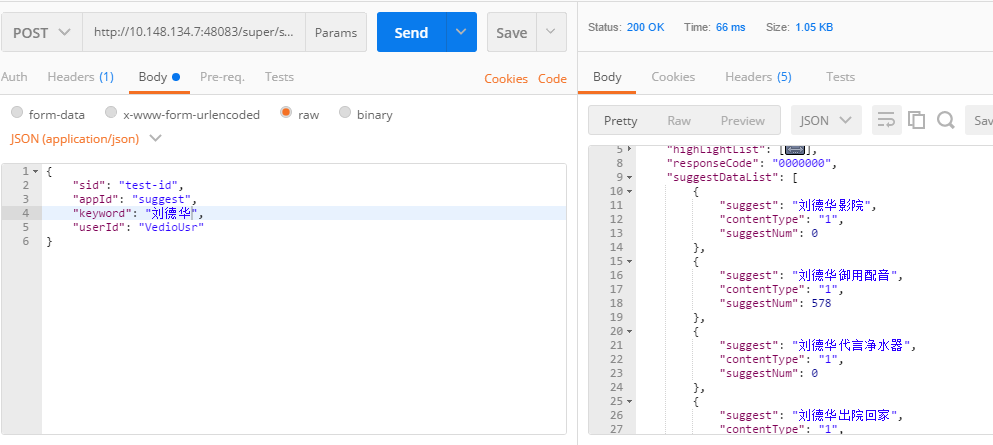 POST
http://10.148.134.7:48083/super/s...
Params
Send
Save
Auth
Headers (1)
Body
Pre-req.
Tests
Cookies
Code
form-data
x-www-form-urlencoded
raw
binary
JSON (application/json)
1 {
2 "sid": "test-id",
3 "appId": "suggest",
4 "keyword": "刘德华",
5 "userId": "VedioUsr"
6 }
Status: 200 OK Time: 66 ms Size: 1.05 KB
Body
Cookies
Headers (5)
Tests
Pretty
Raw
Preview
JSON
Sav
5 "highLightList": [],
8 "responseCode": "0000000",
9 "suggestDataList": [
10 {
11 "suggest": "刘德华影院",
12 "contentType": "1",
13 "suggestNum": 0
14 },
15 {
16 "suggest": "刘德华御用配音",
17 "contentType": "1",
18 "suggestNum": 578
19 },
20 {
21 "suggest": "刘德华代言净水器",
22 "contentType": "1",
23 "suggestNum": 0
24 },
25 {
26 "suggest": "刘德华出院回家",
27 "contentType": "1",